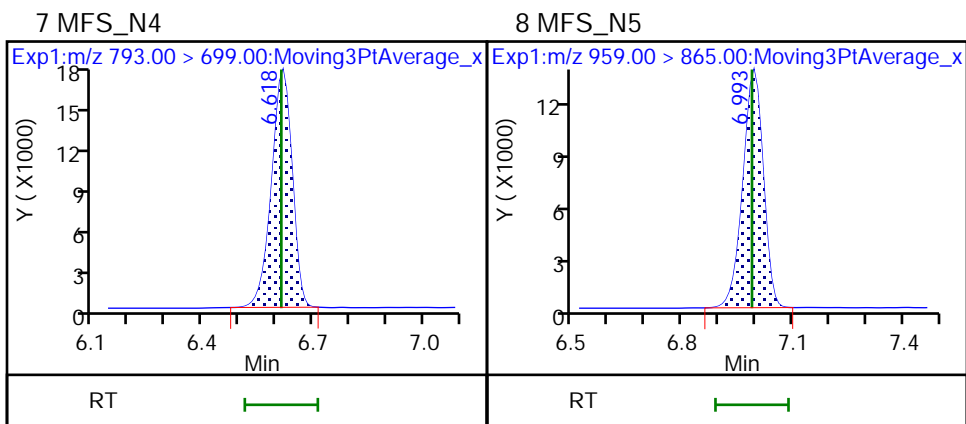 7 MFS_N4
Exp1:m/z 793.00 > 699.00:Moving3PtAverage_x
6.618
Y ( X1000)
18
15
12
9
6
3
0
6.1 6.4 6.7 7.0
Min
RT
8 MFS_N5
Exp1:m/z 959.00 > 865.00:Moving3PtAverage_x
6.993
Y ( X1000)
12
9
6
3
0
6.5 6.8 7.1 7.4
Min
RT